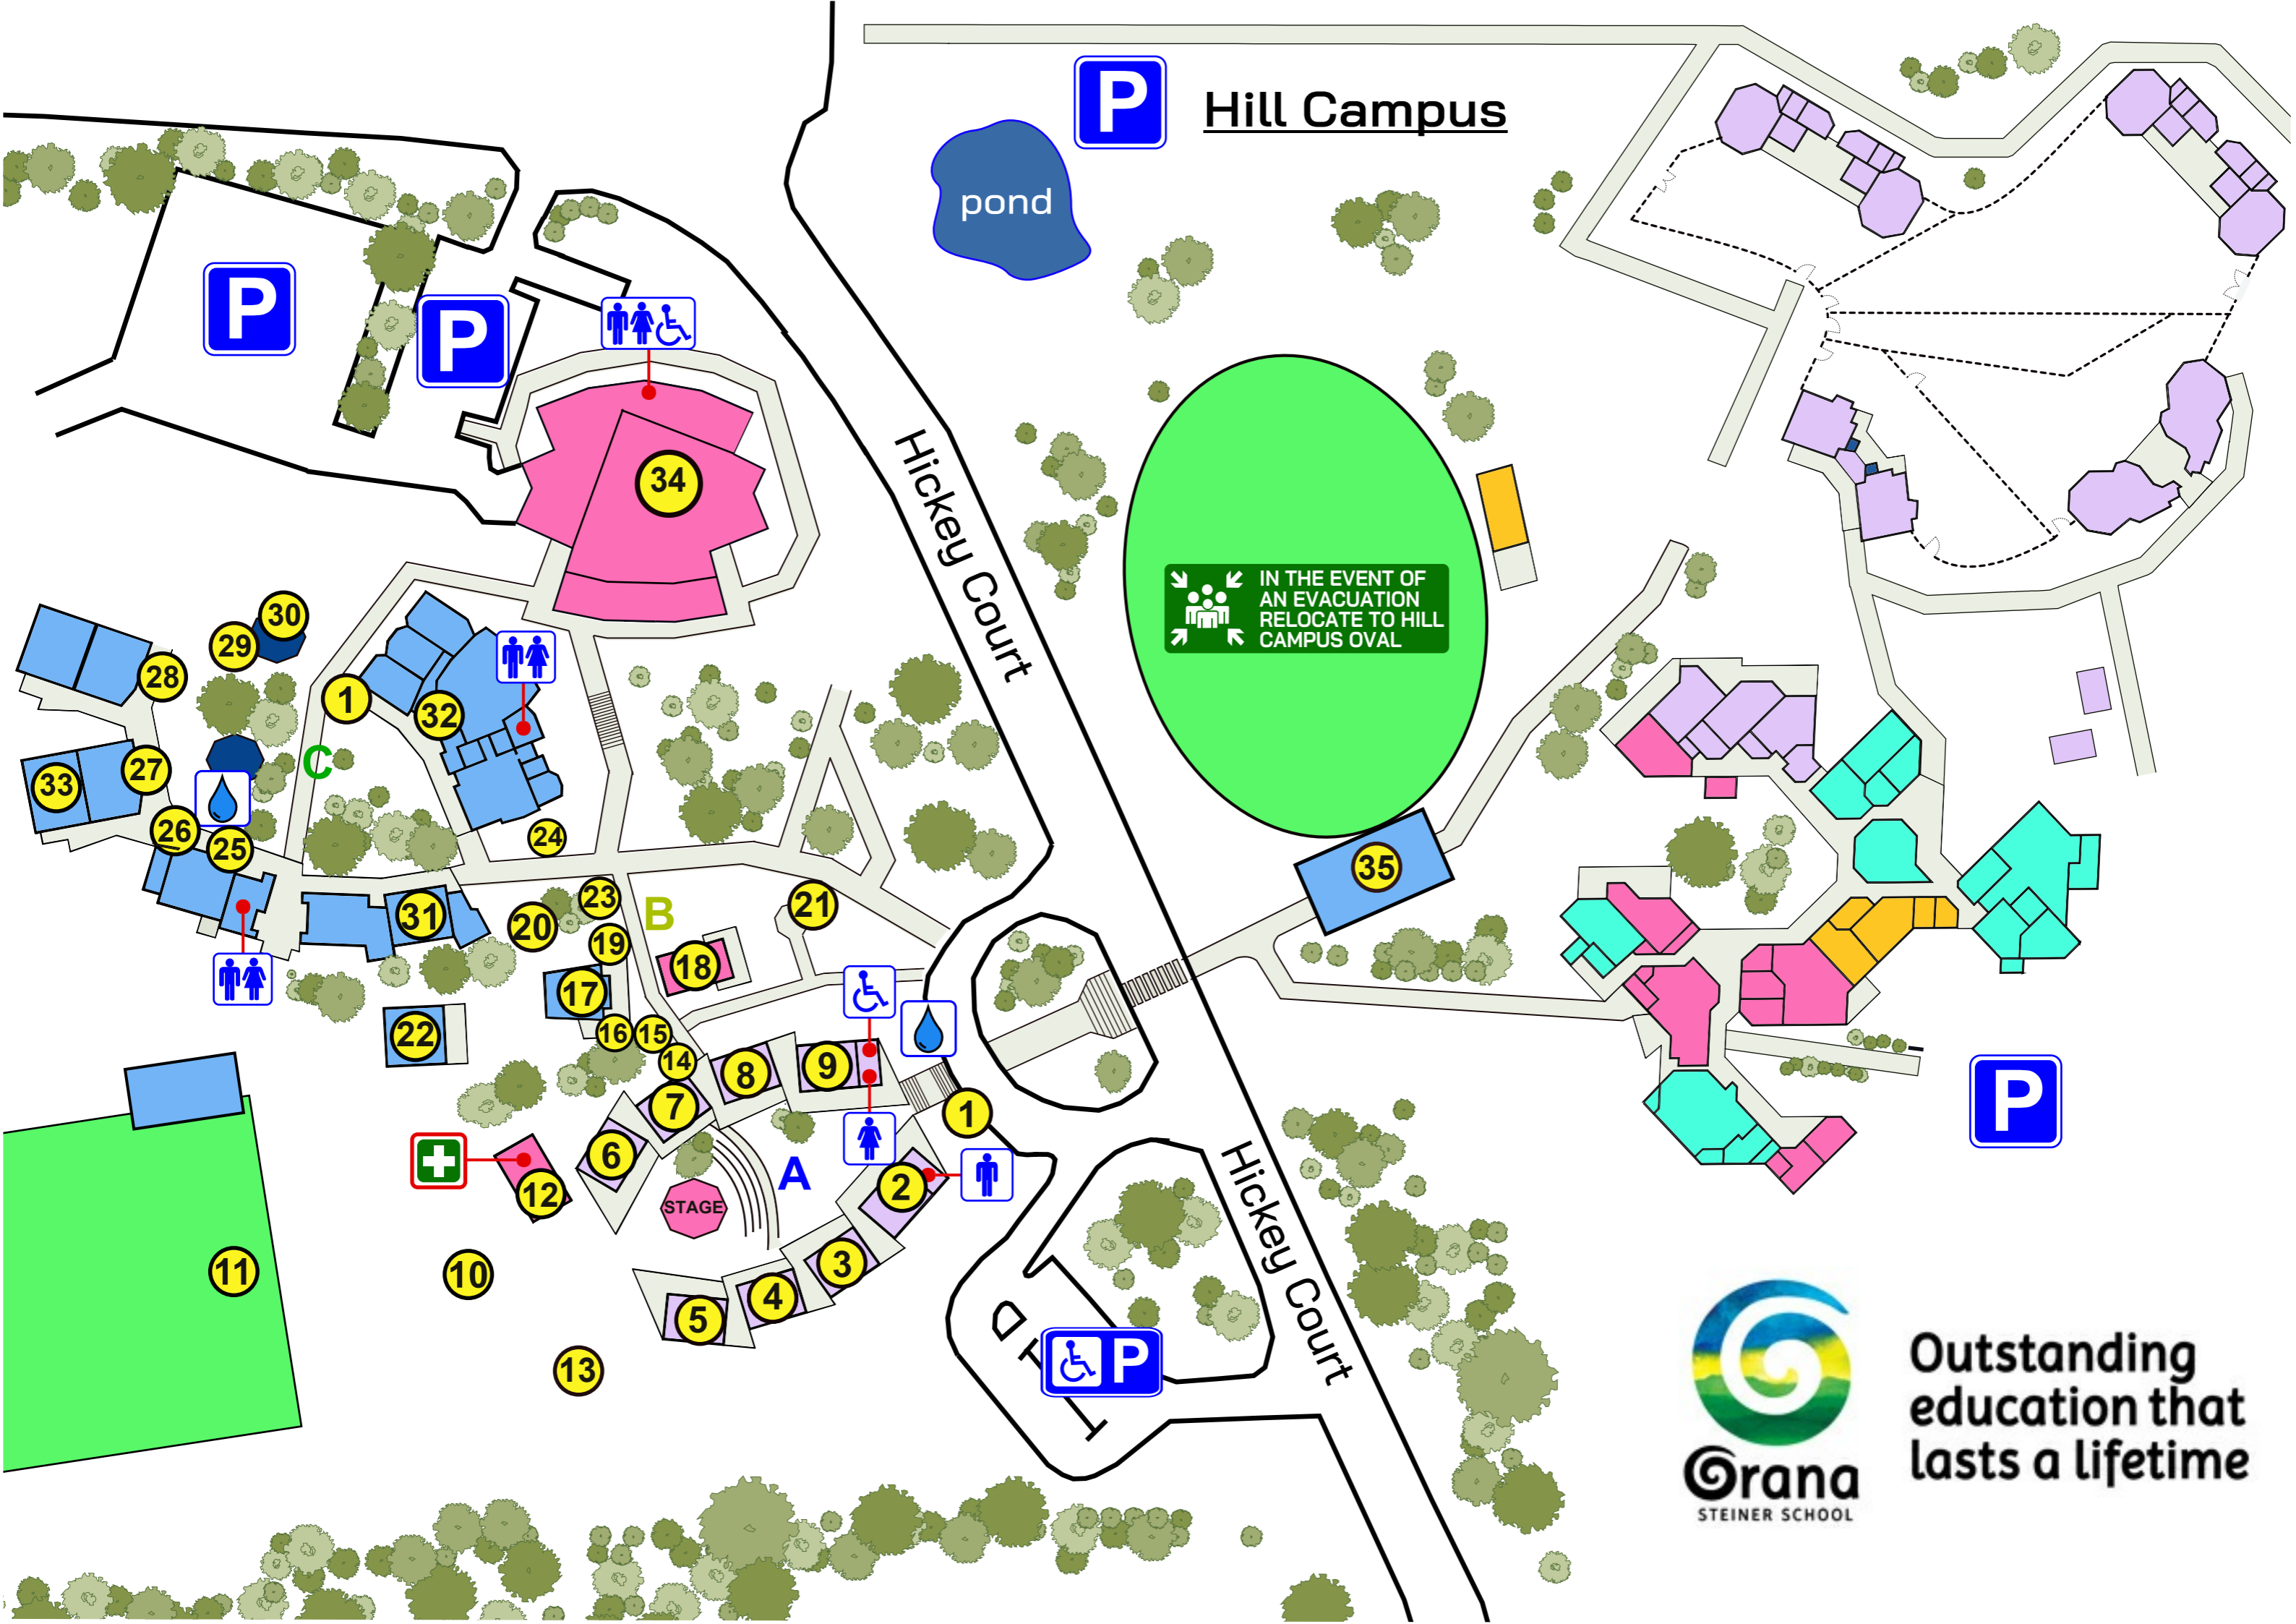 P
Hill Campus
pond
P
P
34
Hickey Court
IN THE EVENT OF
AN EVACUATION
RELOCATE TO HILL
CAMPUS OVAL
30
29
28
1
32
C
27
33
26
25
24
35
31
23
20
B
21
19
18
17
22
16
15
14
9
8
7
1
6
12
A
2
STAGE
P
11
10
3
4
5
13
Hickey Court
P
D
Orana
STEINER SCHOOL
Outstanding
education that
lasts a lifetime